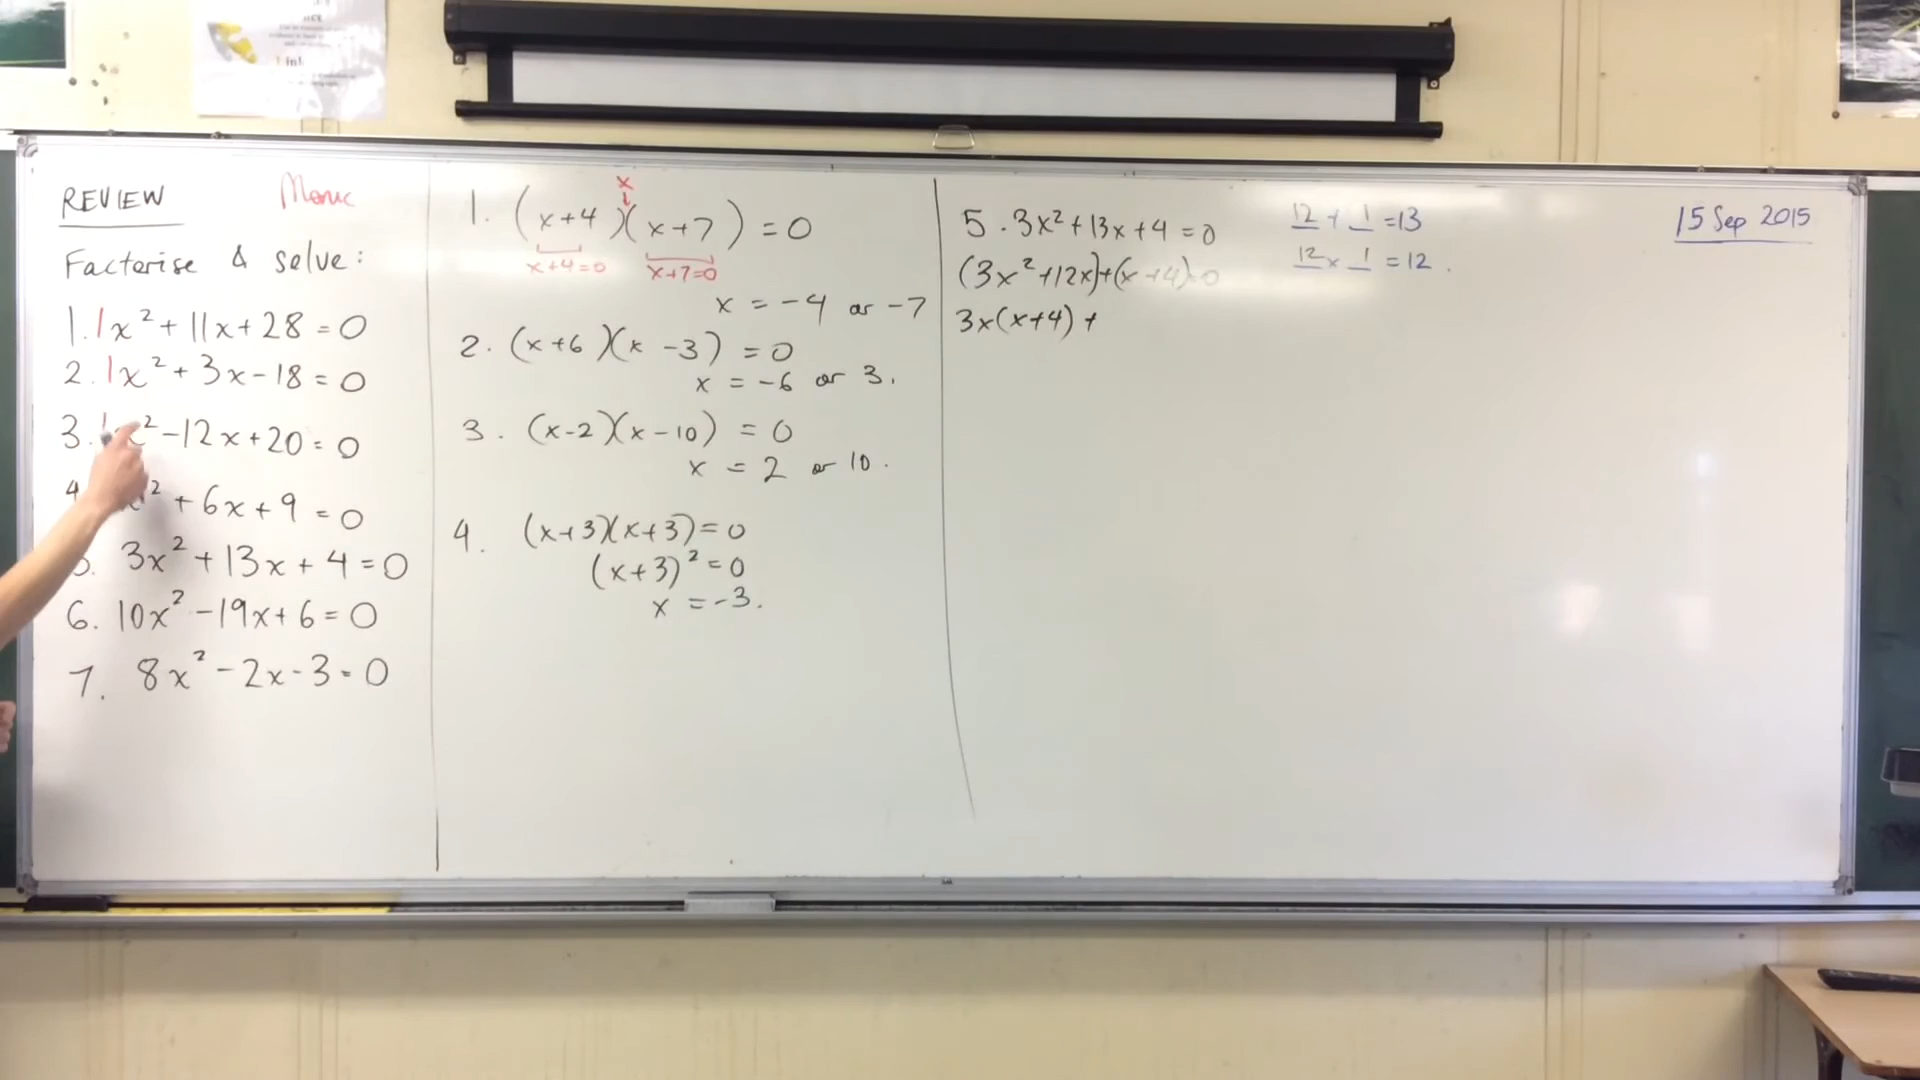 REVIEW Monic
Factorise & solve:
1. 1x² + 11x + 28 = 0
2. 1x² + 3x - 18 = 0
3. 1x² - 12x + 20 = 0
4. x² + 6x + 9 = 0
5. 3x² + 13x + 4 = 0
6. 10x² - 19x + 6 = 0
7. 8x² - 2x - 3 = 0
x
1. (x+4)(x+7) = 0
x+4=0 x+7=0
x = -4 or -7
2. (x+6)(x-3) = 0
x = -6 or 3.
3. (x-2)(x-10) = 0
x = 2 or 10.
4. (x+3)(x+3) = 0
(x+3)² = 0
x = -3.
5. 3x² + 13x + 4 = 0
(3x² + 12x) + (x + 4) = 0
3x(x+4) +
12 + 1 = 13
12 x 1 = 12.
15 Sep 2015